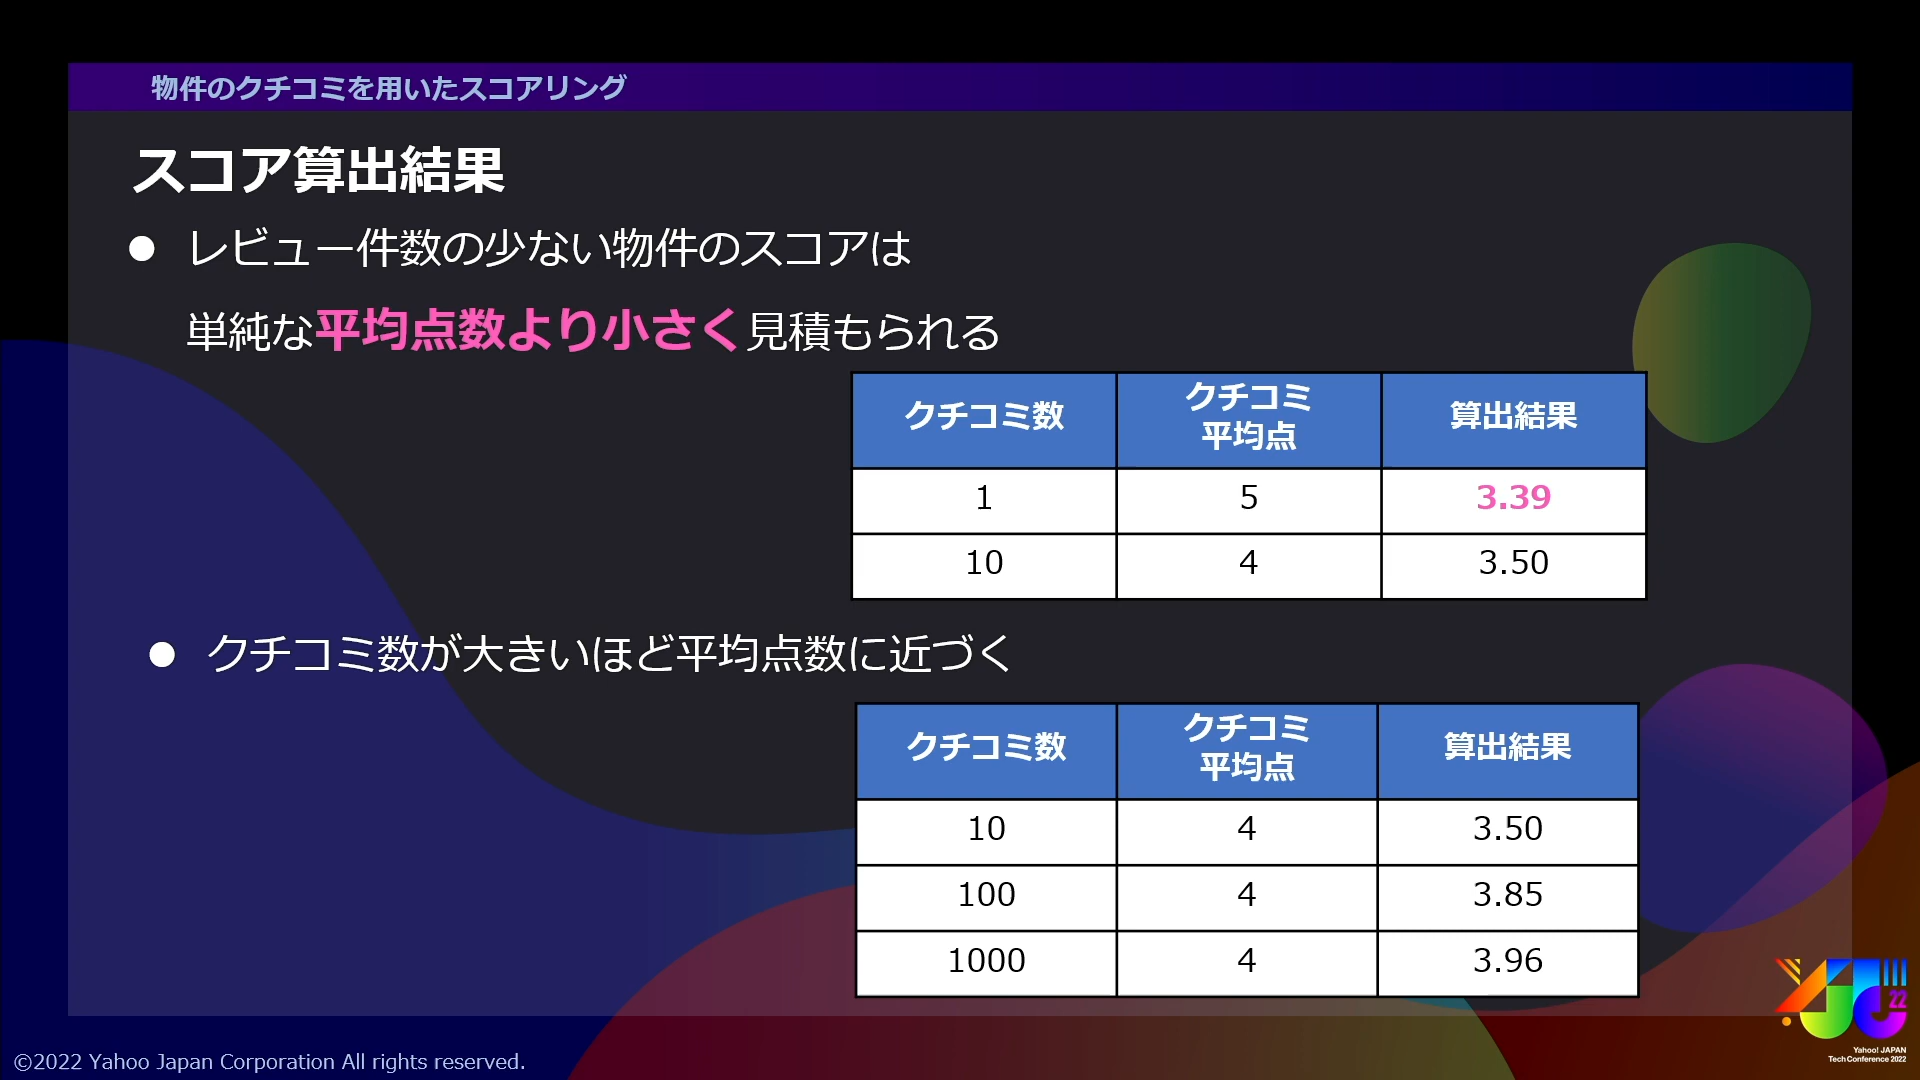 物件のクチコミを用いたスコアリング
スコア算出結果
● レビュー件数の少ない物件のスコアは
単純な平均点数より小さく見積もられる
クチコミ数 クチコミ平均点 算出結果
1 5 3.39
10 4 3.50
● クチコミ数が大きいほど平均点数に近づく
クチコミ数 クチコミ平均点 算出結果
10 4 3.50
100 4 3.85
1000 4 3.96
22
Yahoo! JAPAN
Tech Conference 2022
©2022 Yahoo Japan Corporation All rights reserved.